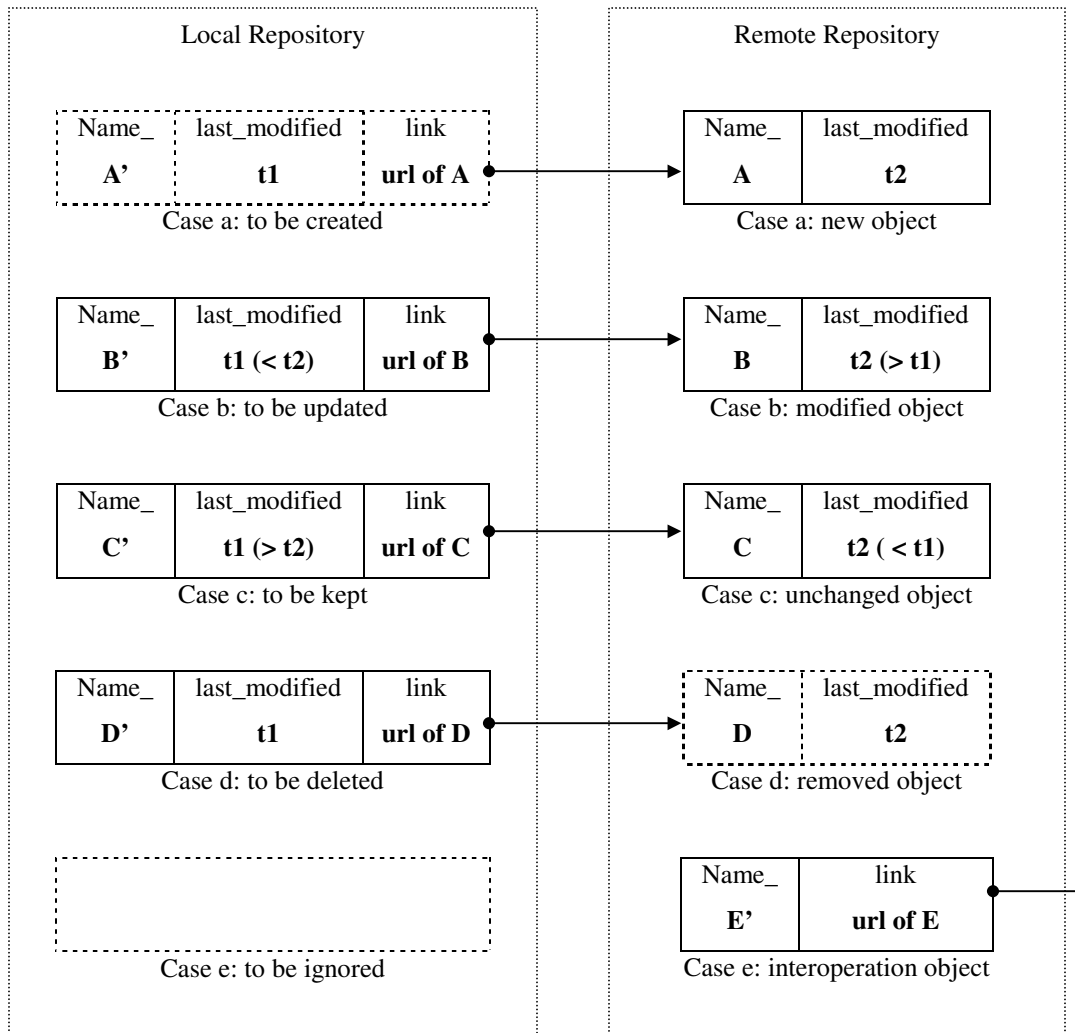 Local Repository
Remote Repository
Name_ last_modified link
A’ t1 url of A
Case a: to be created
Name_ last_modified
A t2
Case a: new object
Name_ last_modified link
B’ t1 (< t2) url of B
Case b: to be updated
Name_ last_modified
B t2 (> t1)
Case b: modified object
Name_ last_modified link
C’ t1 (> t2) url of C
Case c: to be kept
Name_ last_modified
C t2 ( < t1)
Case c: unchanged object
Name_ last_modified link
D’ t1 url of D
Case d: to be deleted
Name_ last_modified
D t2
Case d: removed object
Case e: to be ignored
Name_ link
E’ url of E
Case e: interoperation object